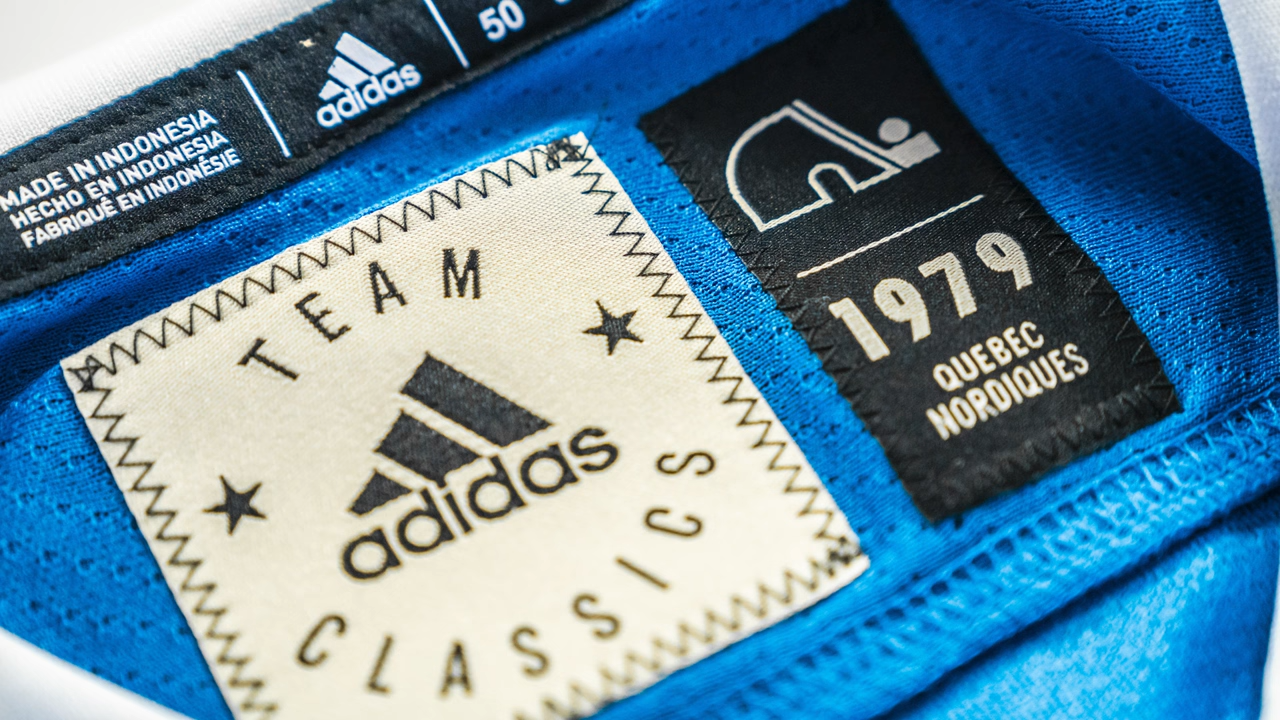 MADE IN INDONESIA
HECHO EN INDONESIA
FABRIQUÉ EN INDONÉSIE
adidas
50
TEAM
adidas
CLASSICS
1979
QUEBEC
NORDIQUES